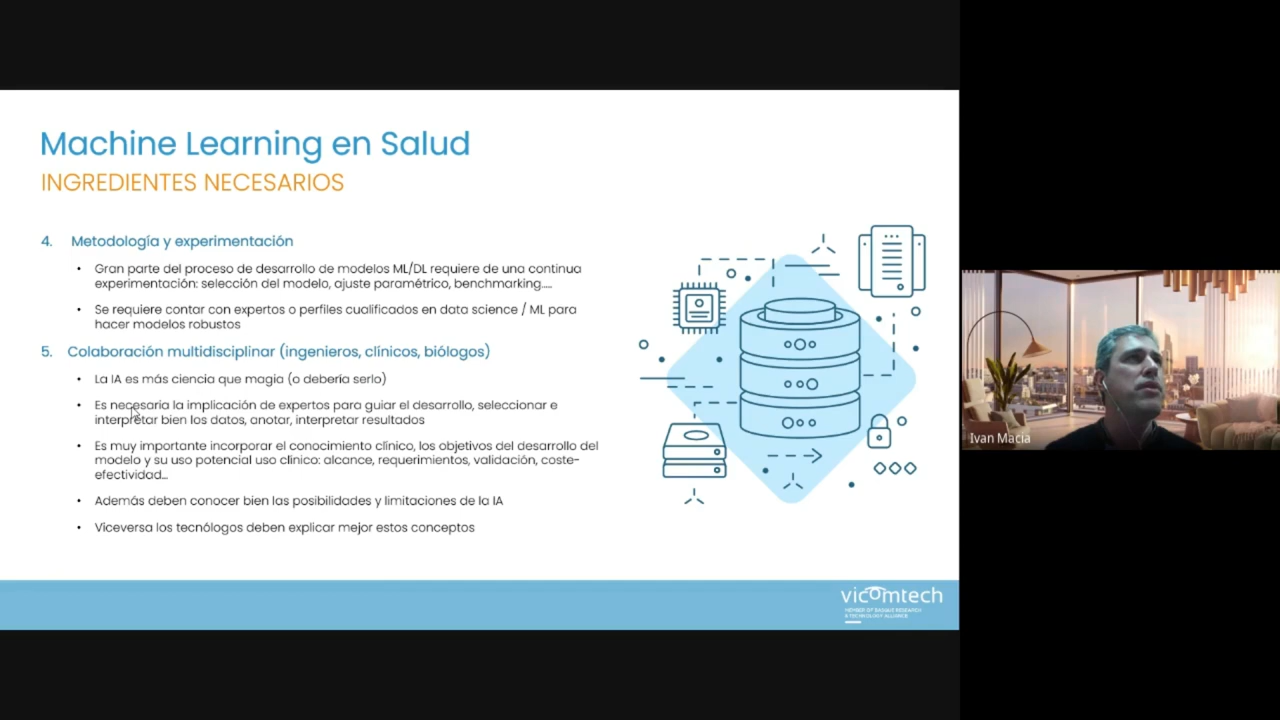 Machine Learning en Salud
INGREDIENTES NECESARIOS
4. Metodología y experimentación
• Gran parte del proceso de desarrollo de modelos ML/DL requiere de una continua
experimentación: selección del modelo, ajuste paramétrico, benchmarking.....
• Se requiere contar con expertos o perfiles cualificados en data science / ML para
hacer modelos robustos
5. Colaboración multidisciplinar (ingenieros, clínicos, biólogos)
• La IA es más ciencia que magia (o debería serlo)
• Es necesaria la implicación de expertos para guiar el desarrollo, seleccionar e
interpretar bien los datos, anotar, interpretar resultados
• Es muy importante incorporar el conocimiento clínico, los objetivos del desarrollo del
modelo y su uso potencial uso clínico: alcance, requerimientos, validación, coste-
efectividad...
• Además deben conocer bien las posibilidades y limitaciones de la IA
• Viceversa los tecnólogos deben explicar mejor estos conceptos
vicomtech
MEMBER OF BASQUE RESEARCH
& TECHNOLOGY ALLIANCE
Ivan Macia